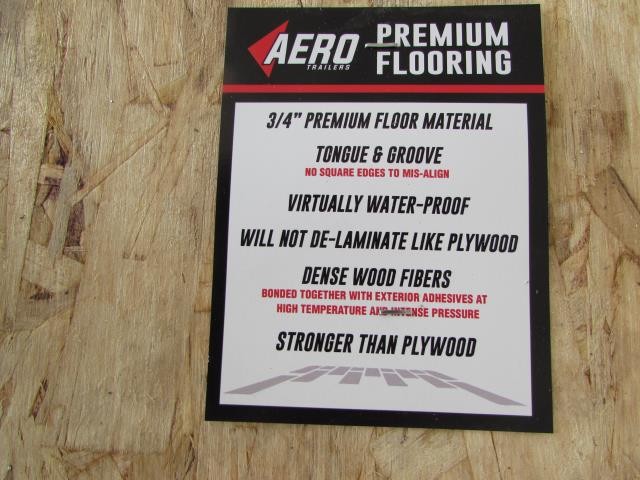 AERO
TRAILERS
PREMIUM
FLOORING
3/4" PREMIUM FLOOR MATERIAL
TONGUE & GROOVE
NO SQUARE EDGES TO MIS-ALIGN
VIRTUALLY WATER-PROOF
WILL NOT DE-LAMINATE LIKE PLYWOOD
DENSE WOOD FIBERS
BONDED TOGETHER WITH EXTERIOR ADHESIVES AT
HIGH TEMPERATURE AND INTENSE PRESSURE
STRONGER THAN PLYWOOD